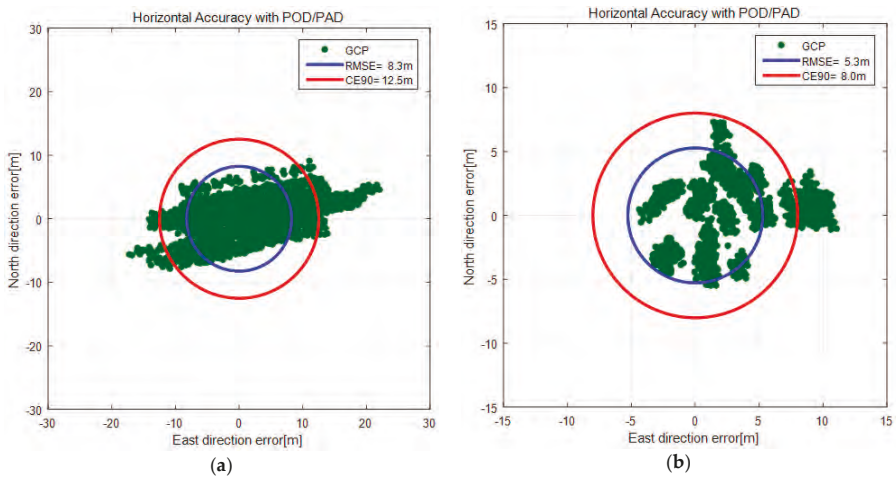 Horizontal Accuracy with POD/PAD
30
20
10
0
-10
-20
-30
-30
-20
-10
0
10
20
30
North direction error[m]
East direction error[m]
GCP
RMSE= 8.3m
CE90= 12.5m
(a)
Horizontal Accuracy with POD/PAD
15
10
5
0
-5
-10
-15
-15
-10
-5
0
5
10
15
North direction error[m]
East direction error[m]
GCP
RMSE= 5.3m
CE90= 8.0m
(b)